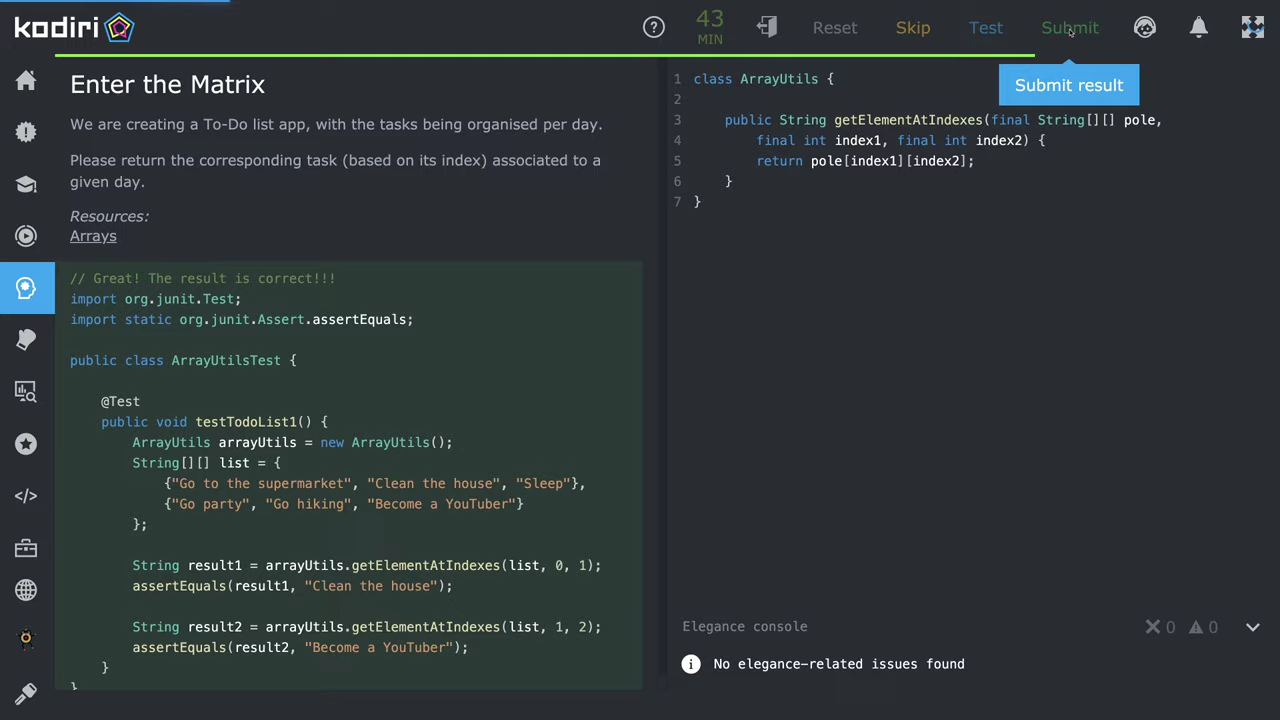 kodiri
43
MIN
Reset
Skip
Test
Submit
Submit result
Enter the Matrix
We are creating a To-Do list app, with the tasks being organised per day.
Please return the corresponding task (based on its index) associated to a
given day.
Resources:
Arrays
// Great! The result is correct!!!
import org.junit.Test;
import static org.junit.Assert.assertEquals;
public class ArrayUtilsTest {
@Test
public void testTodoList1() {
ArrayUtils arrayUtils = new ArrayUtils();
String[][] list = {
{"Go to the supermarket", "Clean the house", "Sleep"},
{"Go party", "Go hiking", "Become a YouTuber"}
};
String result1 = arrayUtils.getElementAtIndexes(list, 0, 1);
assertEquals(result1, "Clean the house");
String result2 = arrayUtils.getElementAtIndexes(list, 1, 2);
assertEquals(result2, "Become a YouTuber");
}
}
1 class ArrayUtils {
2
3 public String getElementAtIndexes(final String[][] pole,
4 final int index1, final int index2) {
5 return pole[index1][index2];
6 }
7 }
Elegance console
0
0
No elegance-related issues found